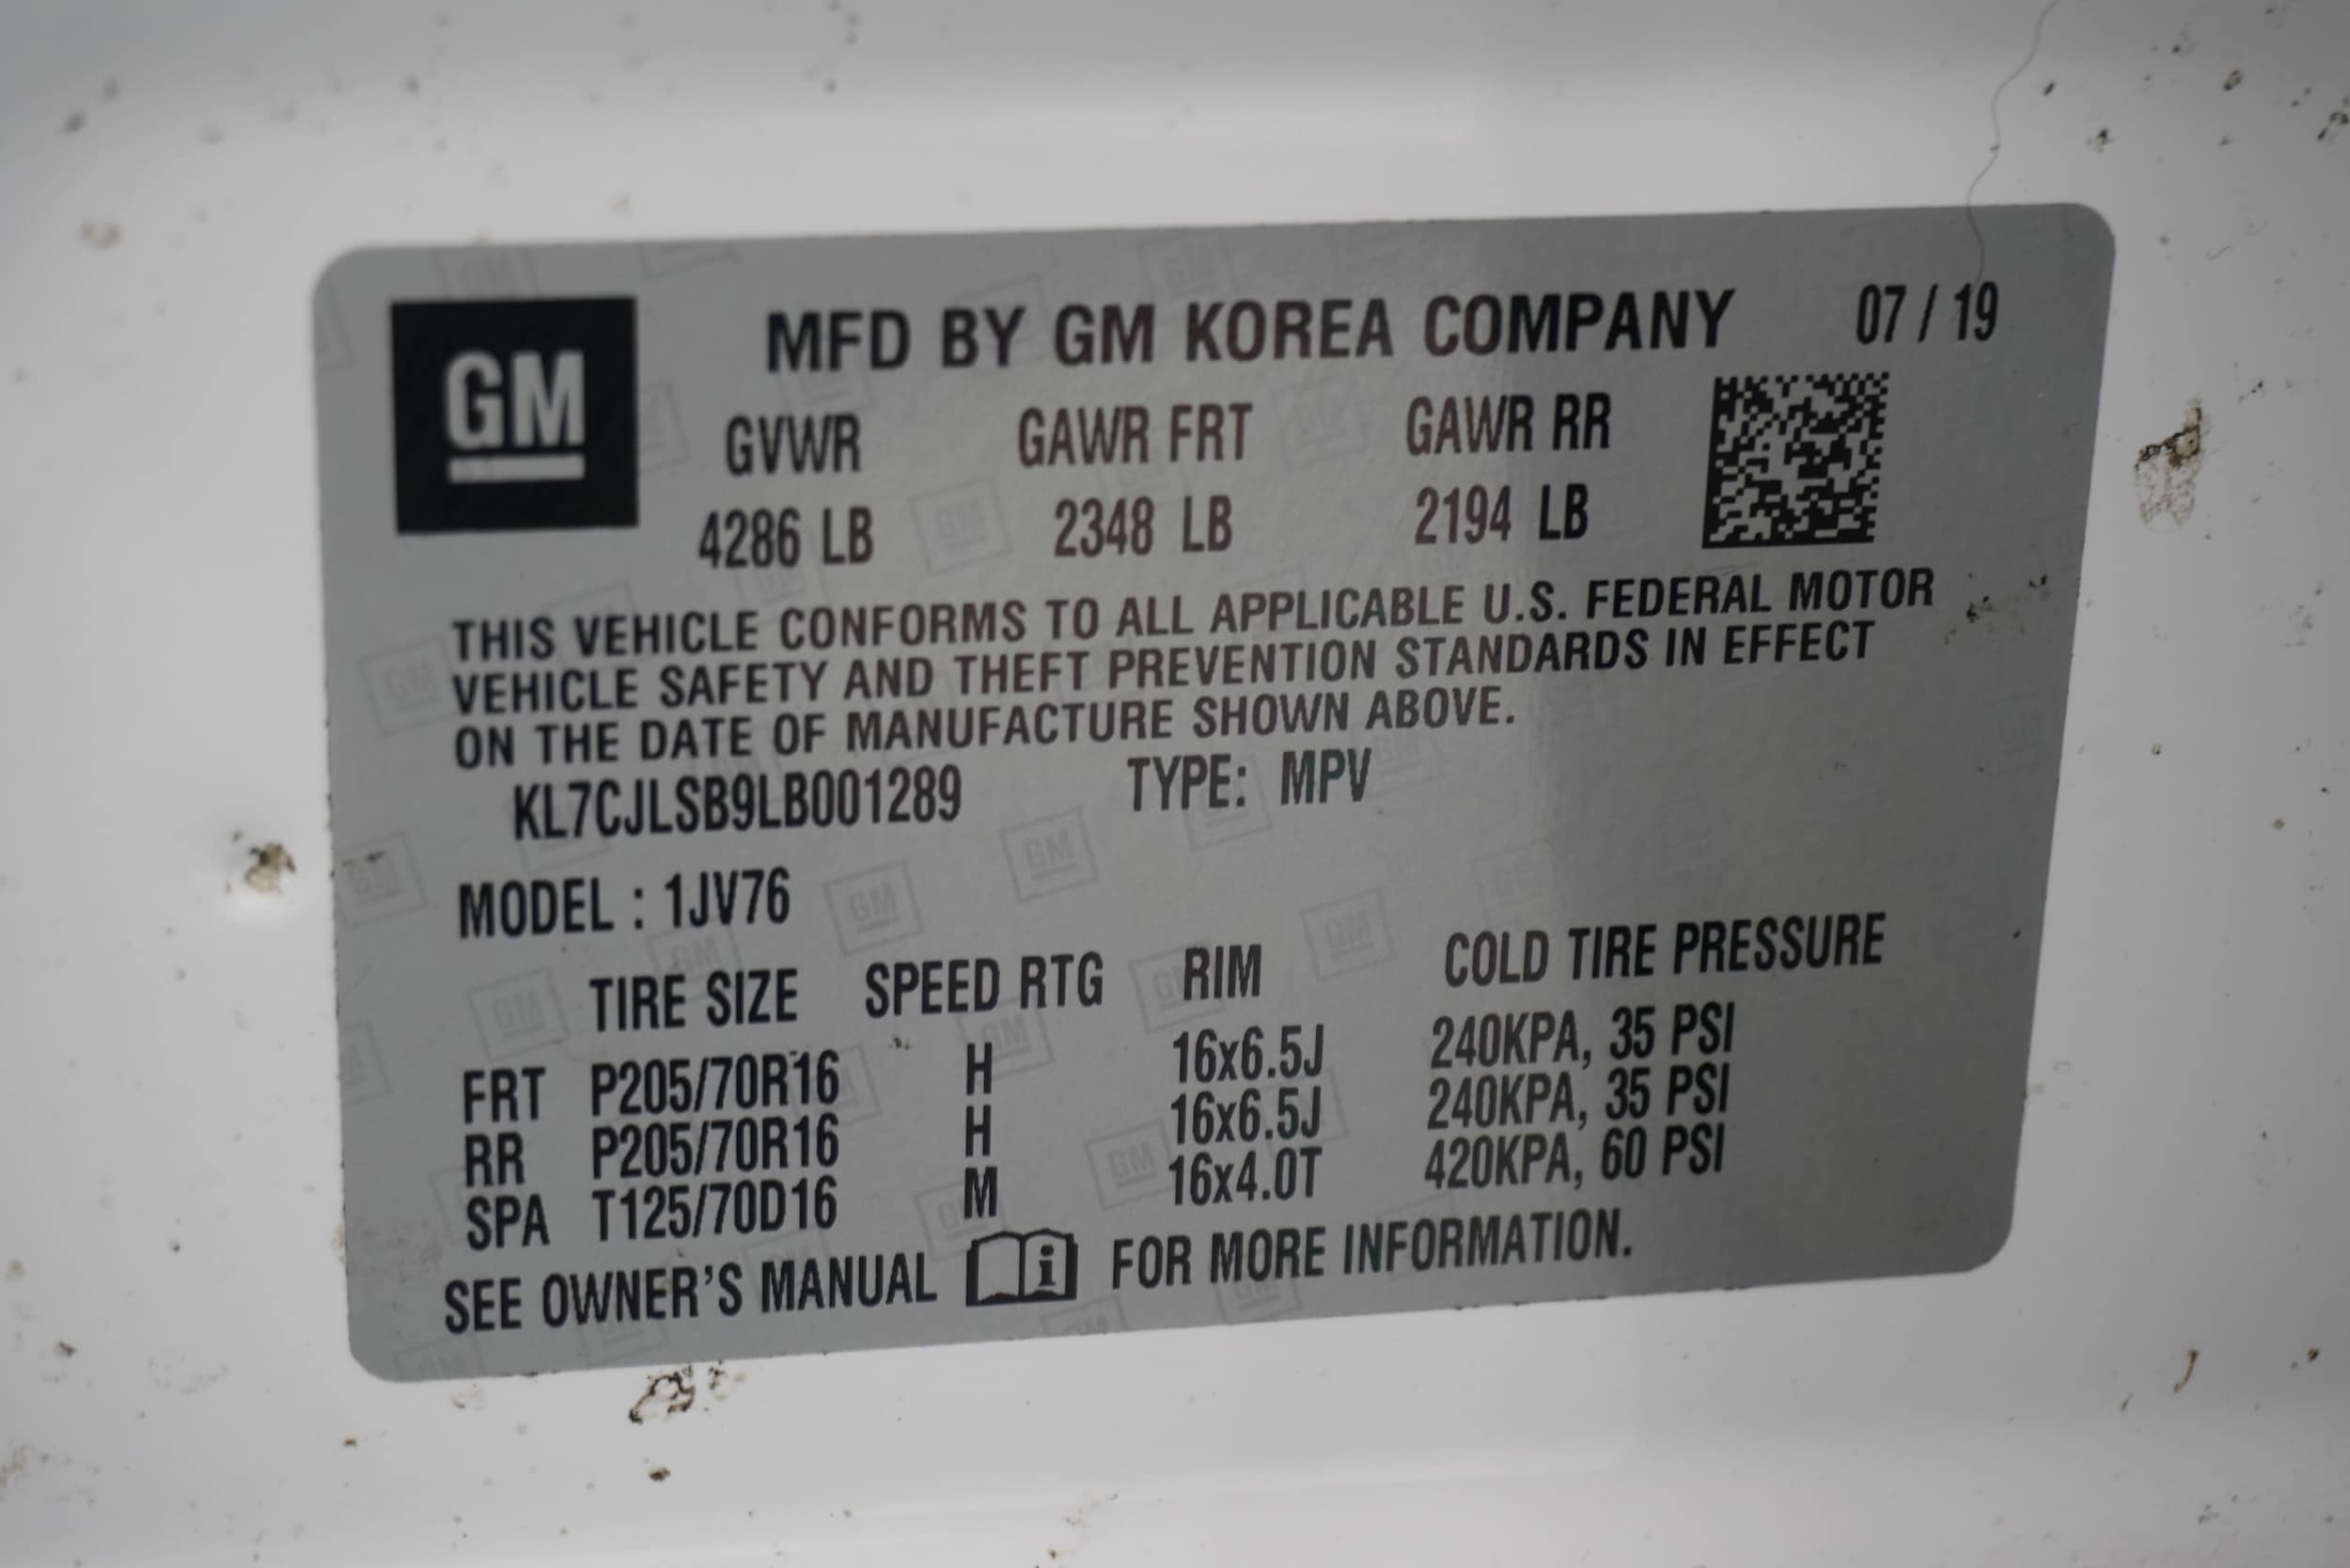 GM
MFD BY GM KOREA COMPANY 07 / 19
GVWR GAWR FRT GAWR RR
4286 LB 2348 LB 2194 LB
THIS VEHICLE CONFORMS TO ALL APPLICABLE U.S. FEDERAL MOTOR
VEHICLE SAFETY AND THEFT PREVENTION STANDARDS IN EFFECT
ON THE DATE OF MANUFACTURE SHOWN ABOVE.
KL7CJLSB9LB001289 TYPE: MPV
MODEL : 1JV76
TIRE SIZE SPEED RTG RIM COLD TIRE PRESSURE
FRT P205/70R16 H 16x6.5J 240KPA, 35 PSI
RR P205/70R16 H 16x6.5J 240KPA, 35 PSI
SPA T125/70D16 M 16x4.0T 420KPA, 60 PSI
SEE OWNER'S MANUAL i FOR MORE INFORMATION.